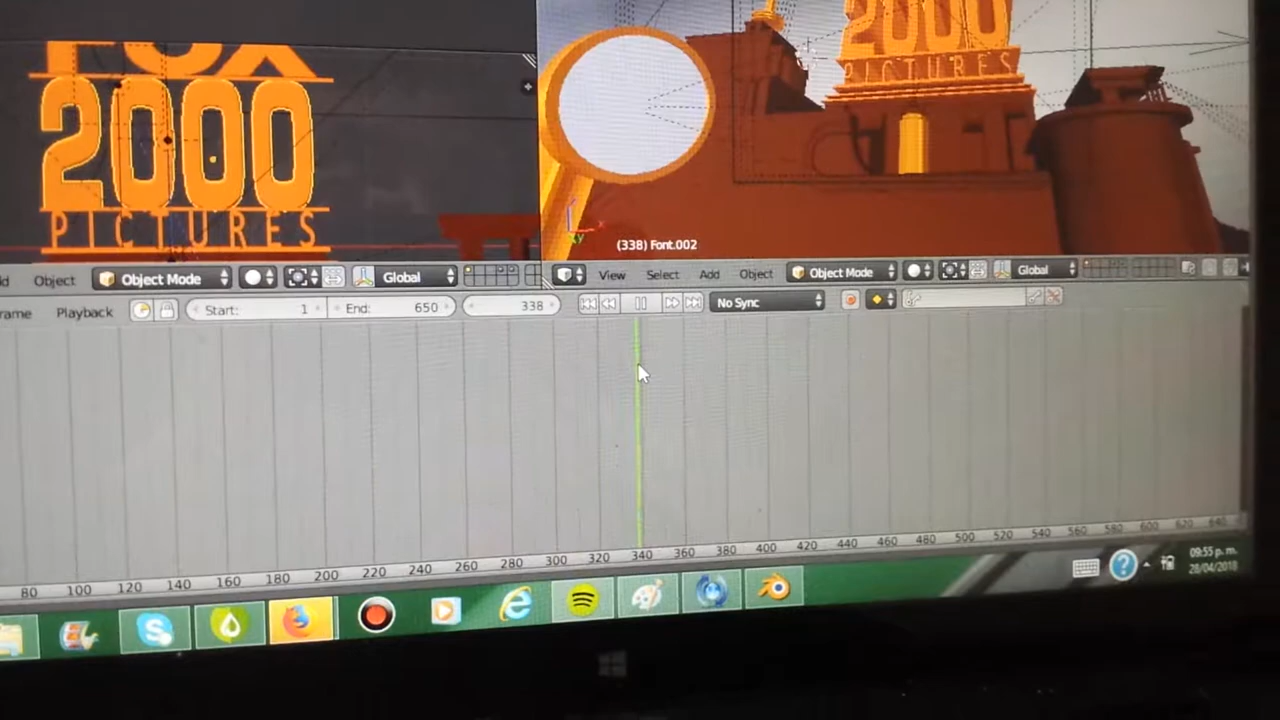 FOX
2000
PICTURES
2000
PICTURES
(338) Font.002
Object
Object Mode
Global
View
Select
Add
Object
Object Mode
Global
Playback
Start: 1
End: 650
338
No Sync
80 100 120 140 160 180 200 220 240 260 280 300 320 340 360 380 400 420 440 460 480 500 520 540 560 580 600 620 640
09:55 p. m.
28/04/2018